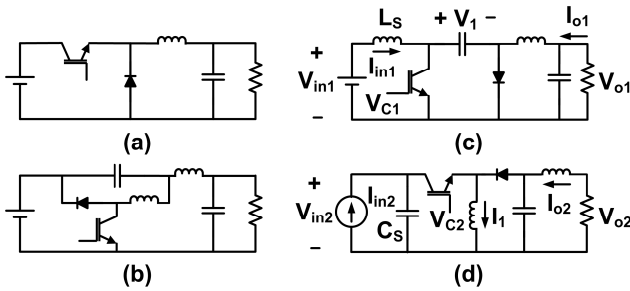 (a)
+
V_in1
−
L_S
I_in1
V_C1
+ V_1 −
I_o1
V_o1
(c)
(b)
+
V_in2
−
I_in2
C_S
V_C2
I_1
I_o2
V_o2
(d)